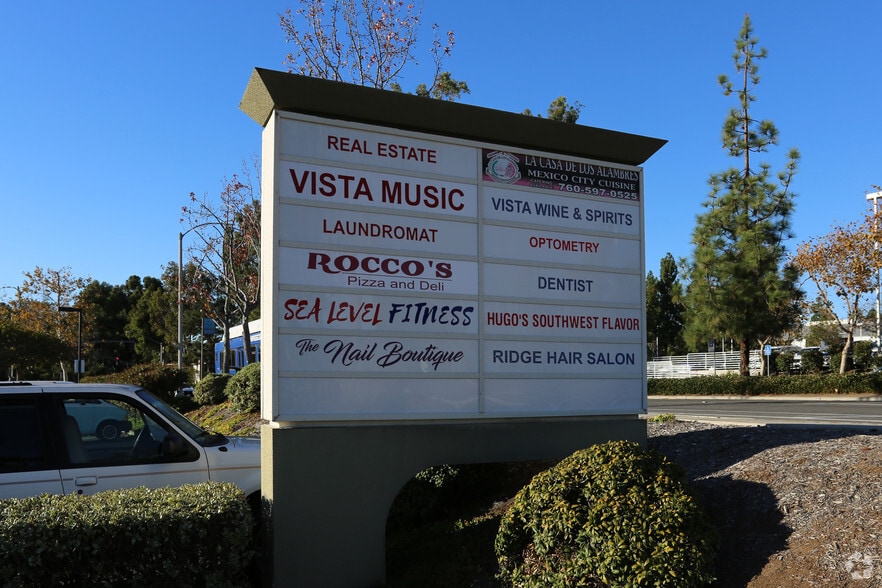 REAL ESTATE
VISTA MUSIC
LAUNDROMAT
ROCCO'S
Pizza and Deli
SEA LEVEL FITNESS
The Nail Boutique
LA CASA DE LOS ALAMBRES
MEXICO CITY CUISINE
760-597-0525
VISTA WINE & SPIRITS
OPTOMETRY
DENTIST
HUGO'S SOUTHWEST FLAVOR
RIDGE HAIR SALON